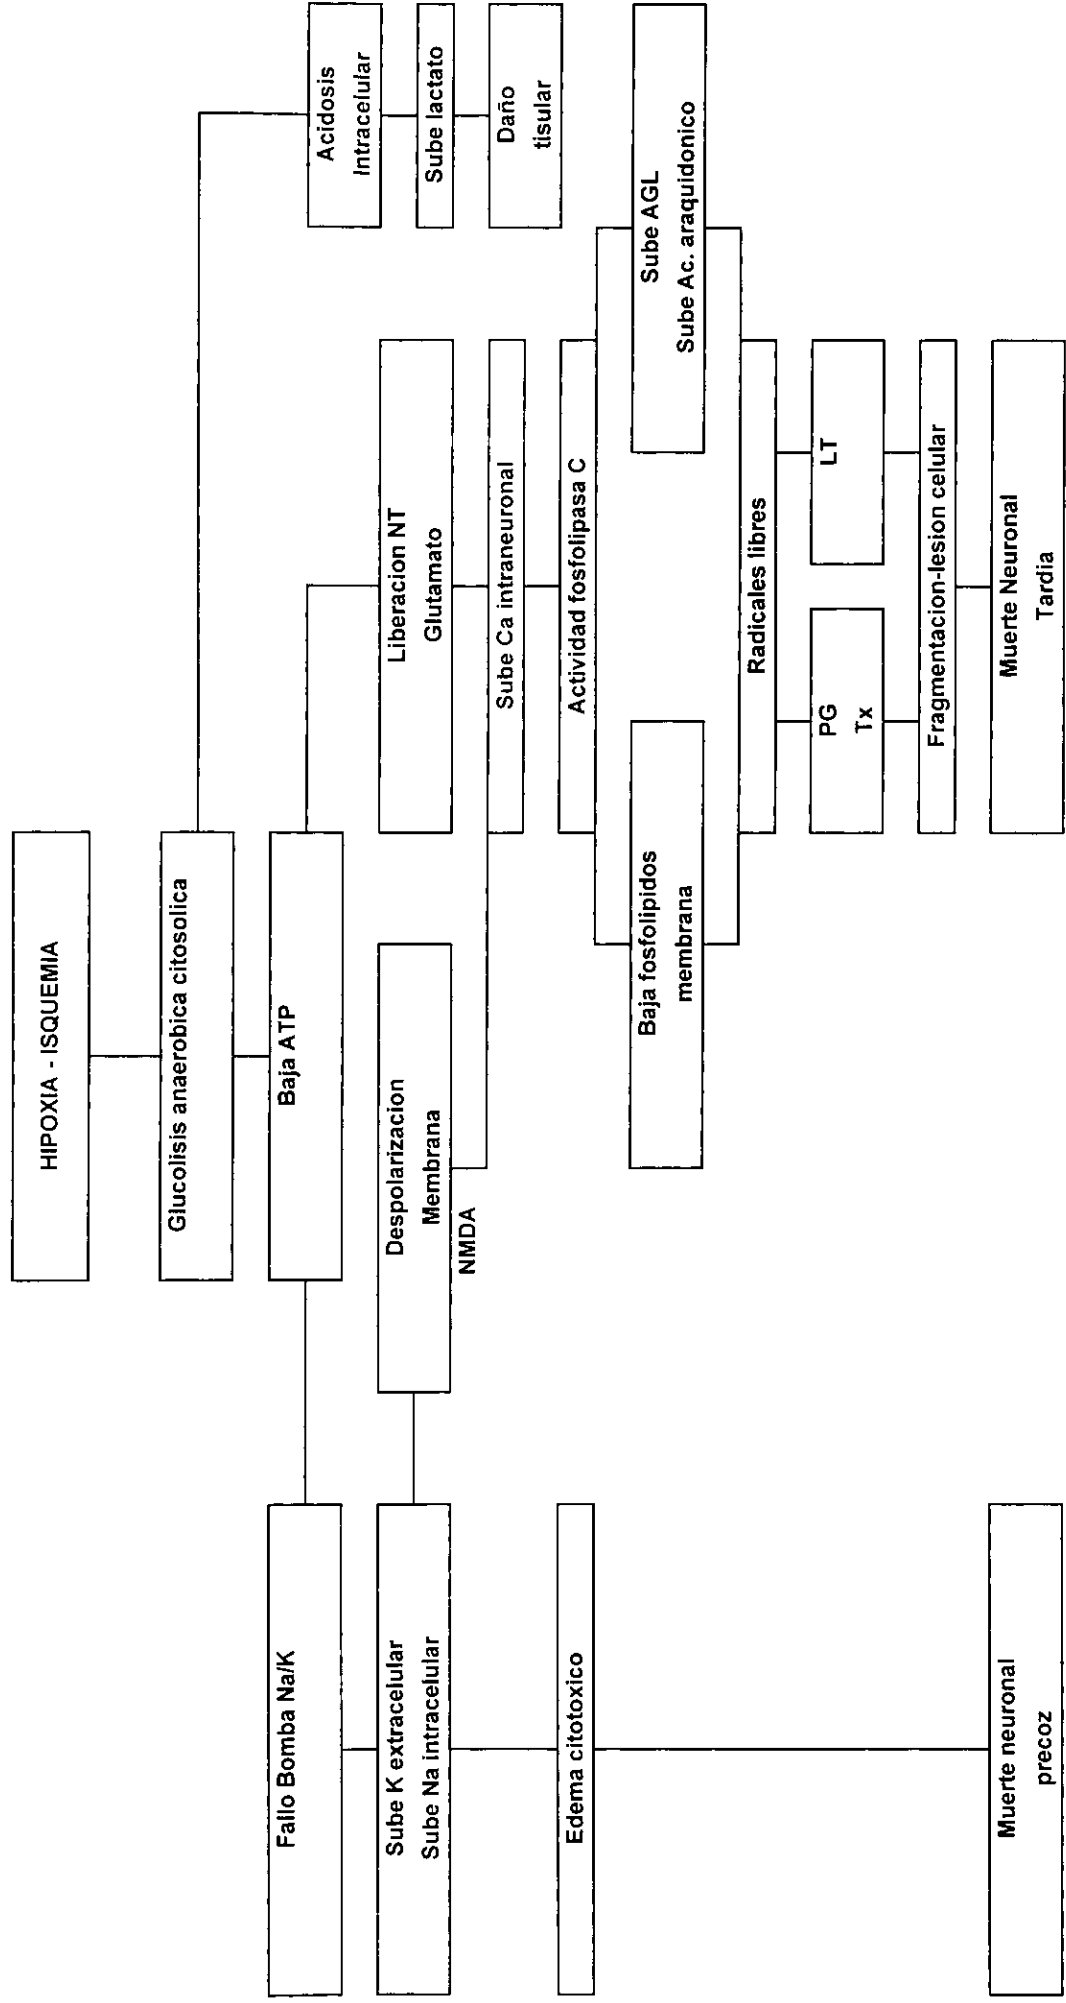 HIPOXIA - ISQUEMIA
Glucolisis anaerobica citosolica
Fallo Bomba Na/K
Baja ATP
Acidosis
Intracelular
Sube K extracelular
Sube Na intracelular
Despolarizacion
Membrana
NMDA
Liberacion NT
Glutamato
Sube lactato
Sube Ca intraneuronal
Daño
tisular
Edema citotoxico
Actividad fosfolipasa C
Baja fosfolipidos
membrana
Sube AGL
Sube Ac. araquidonico
Radicales libres
PG
Tx
LT
Fragmentacion-lesion celular
Muerte neuronal
precoz
Muerte Neuronal
Tardia